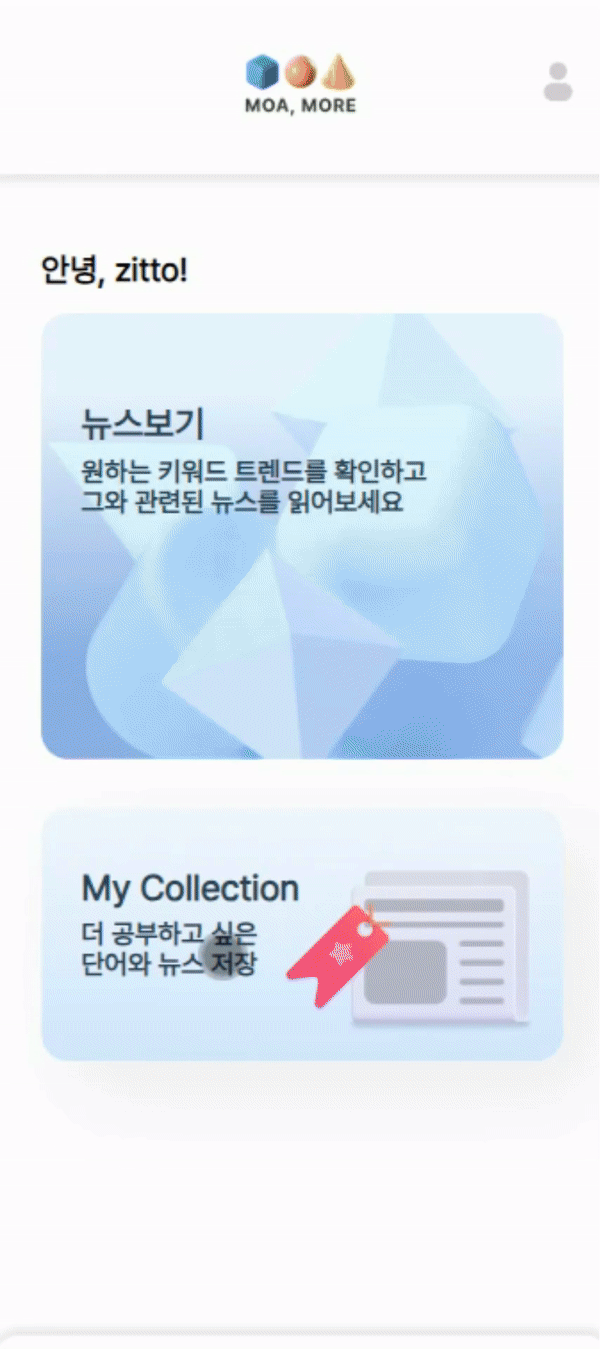 MOA, MORE
안녕, zitto!
뉴스보기
원하는 키워드 트렌드를 확인하고
그와 관련된 뉴스를 읽어보세요
My Collection
더 공부하고 싶은
단어와 뉴스 저장